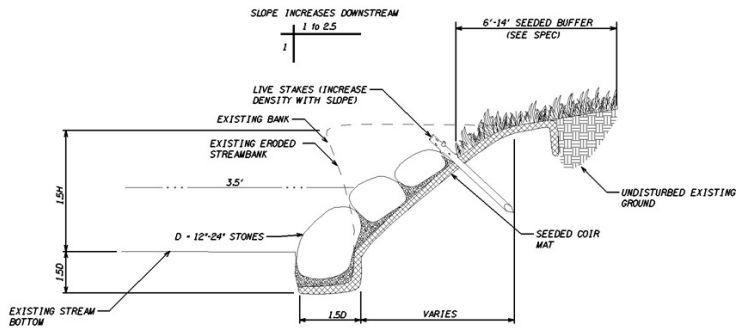 SLOPE INCREASES DOWNSTREAM
1 to 2.5
1
6'-14' SEEDED BUFFER
(SEE SPEC)
LIVE STAKES (INCREASE
DENSITY WITH SLOPE)
EXISTING BANK
EXISTING ERODED
STREAMBANK
3.5'
1.5H
D = 12"-24" STONES
UNDISTURBED EXISTING
GROUND
SEEDED COIR
MAT
1.5D
EXISTING STREAM
BOTTOM
1.5D
VARIES